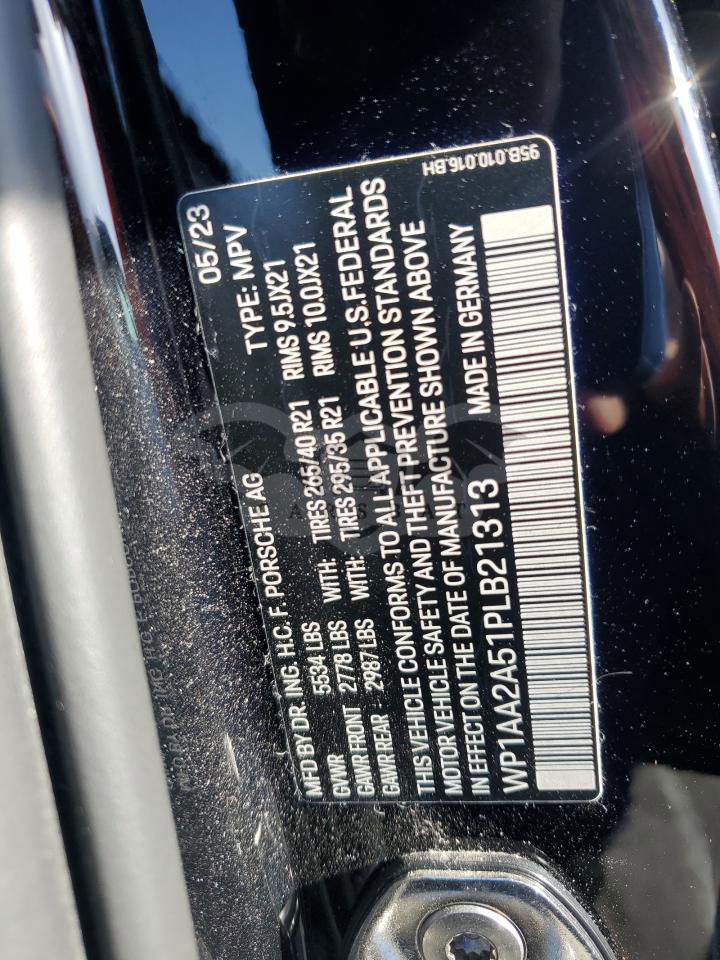 95B.010.016.BH
MFD BY DR. ING. H.C. F. PORSCHE AG 05/23
GVWR 5534 LBS TYPE: MPV
GAWR FRONT 2778 LBS WITH: TIRES 265/40 R21 RIMS 9.5JX21
GAWR REAR : 2987 LBS WITH: TIRES 295/35 R21 RIMS 10.0JX21
THIS VEHICLE CONFORMS TO ALL APPLICABLE U.S.FEDERAL
MOTOR VEHICLE SAFETY AND THEFT PREVENTION STANDARDS
IN EFFECT ON THE DATE OF MANUFACTURE SHOWN ABOVE
WP1AA2A51PLB21313 MADE IN GERMANY